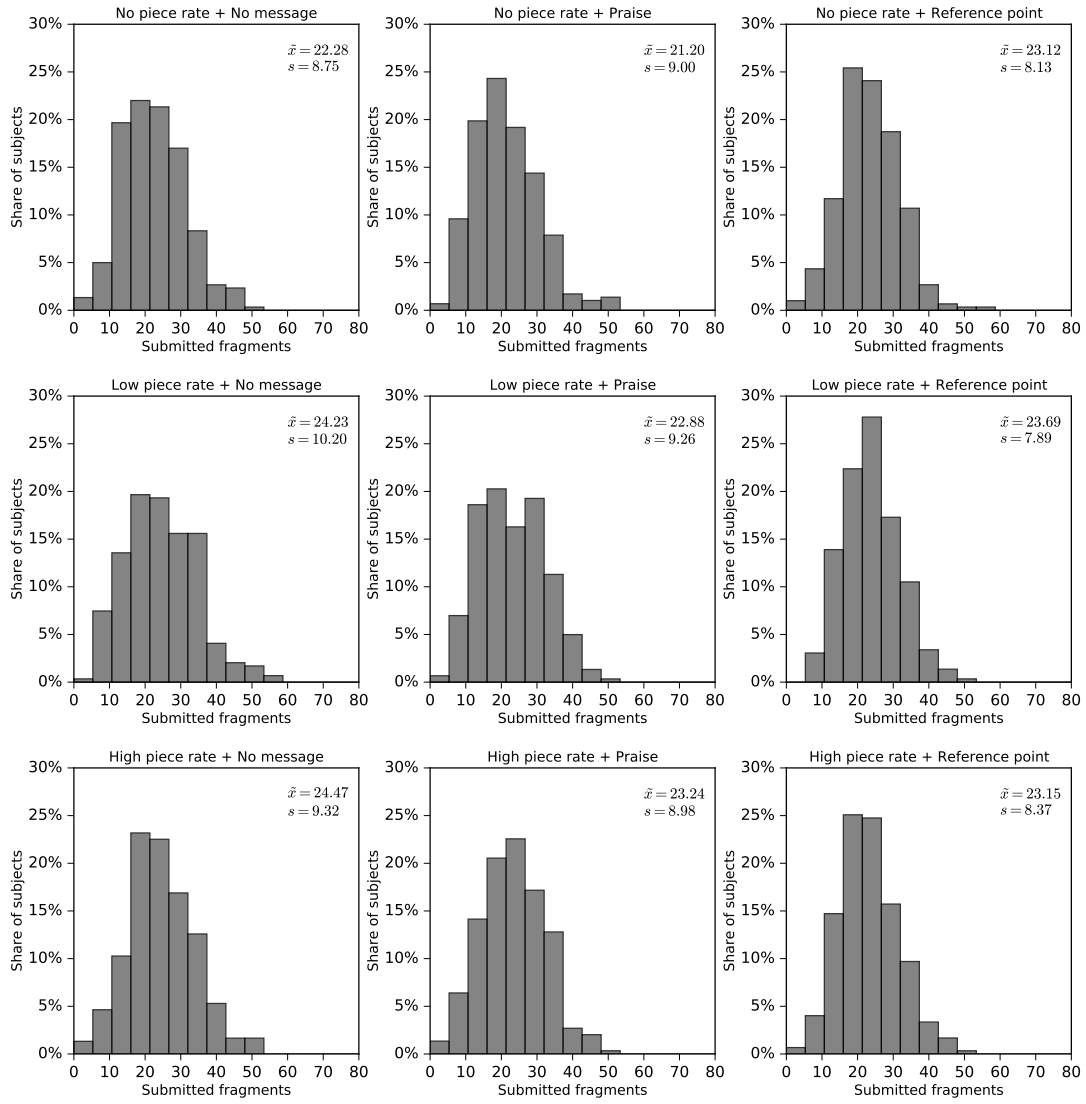 No piece rate + No message
30%
25%
20%
15%
10%
5%
0%
Share of subjects
x̃ = 22.28
s = 8.75
0 10 20 30 40 50 60 70 80
Submitted fragments
No piece rate + Praise
30%
25%
20%
15%
10%
5%
0%
Share of subjects
x̃ = 21.20
s = 9.00
0 10 20 30 40 50 60 70 80
Submitted fragments
No piece rate + Reference point
30%
25%
20%
15%
10%
5%
0%
Share of subjects
x̃ = 23.12
s = 8.13
0 10 20 30 40 50 60 70 80
Submitted fragments
Low piece rate + No message
30%
25%
20%
15%
10%
5%
0%
Share of subjects
x̃ = 24.23
s = 10.20
0 10 20 30 40 50 60 70 80
Submitted fragments
Low piece rate + Praise
30%
25%
20%
15%
10%
5%
0%
Share of subjects
x̃ = 22.88
s = 9.26
0 10 20 30 40 50 60 70 80
Submitted fragments
Low piece rate + Reference point
30%
25%
20%
15%
10%
5%
0%
Share of subjects
x̃ = 23.69
s = 7.89
0 10 20 30 40 50 60 70 80
Submitted fragments
High piece rate + No message
30%
25%
20%
15%
10%
5%
0%
Share of subjects
x̃ = 24.47
s = 9.32
0 10 20 30 40 50 60 70 80
Submitted fragments
High piece rate + Praise
30%
25%
20%
15%
10%
5%
0%
Share of subjects
x̃ = 23.24
s = 8.98
0 10 20 30 40 50 60 70 80
Submitted fragments
High piece rate + Reference point
30%
25%
20%
15%
10%
5%
0%
Share of subjects
x̃ = 23.15
s = 8.37
0 10 20 30 40 50 60 70 80
Submitted fragments